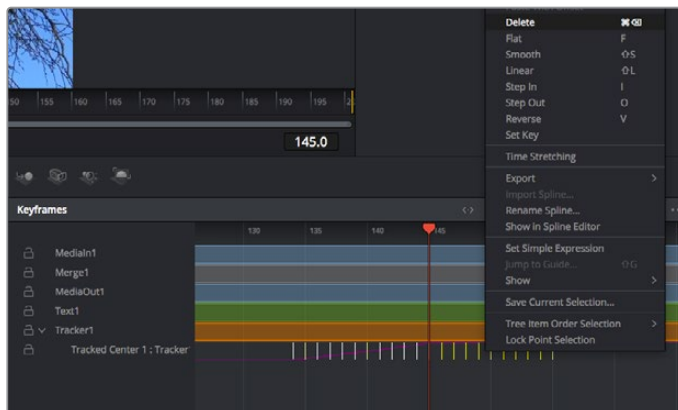 Delete ⌘⌫
Flat F
Smooth ⇧S
Linear ⇧L
Step In I
Step Out O
Reverse V
Set Key
Time Stretching
Export >
Import Spline...
Rename Spline...
Show in Spline Editor
Set Simple Expression
Jump to Guide... ⇧G
Show >
Save Current Selection...
Tree Item Order Selection >
Lock Point Selection
50 155 160 165 170 175 180 185 190 195
145.0
Keyframes
130 135 140 145
MediaIn1
Merge1
MediaOut1
Text1
Tracker1
Tracked Center 1 : Tracker